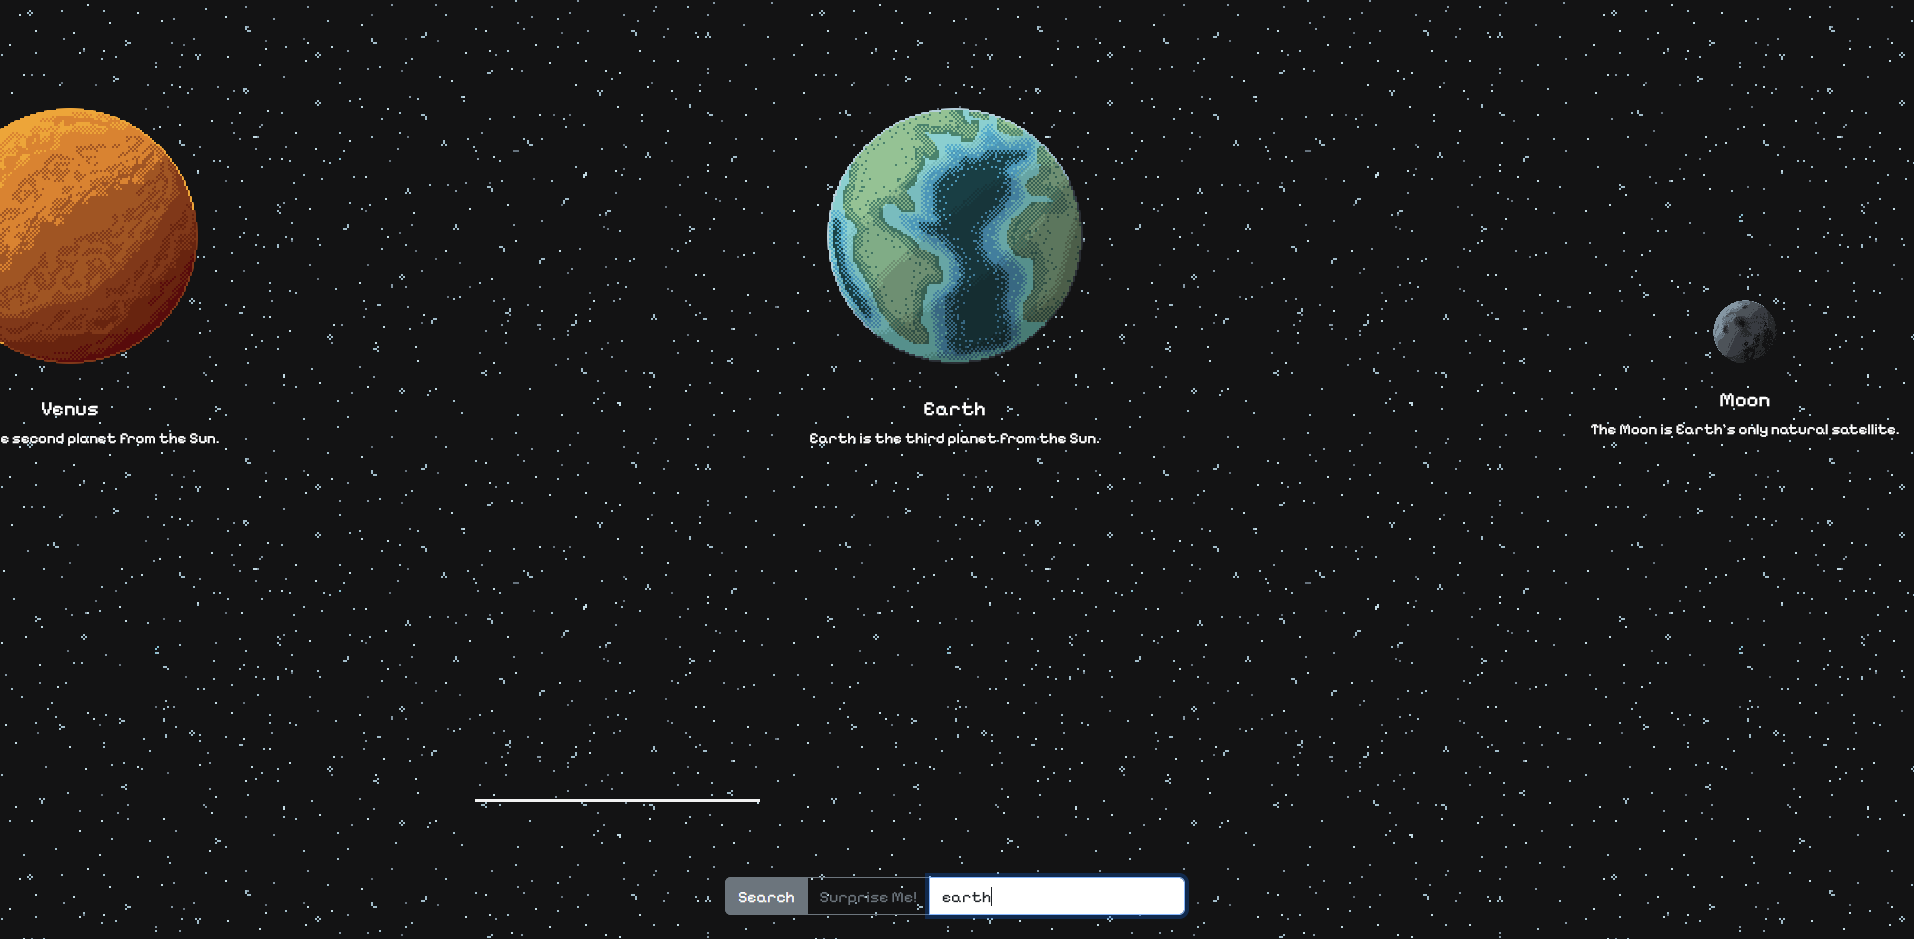 Venus
e second planet from the Sun.
Earth
Earth is the third planet from the Sun.
Moon
The Moon is Earth's only natural satellite.
Search
Surprise Me!
earth